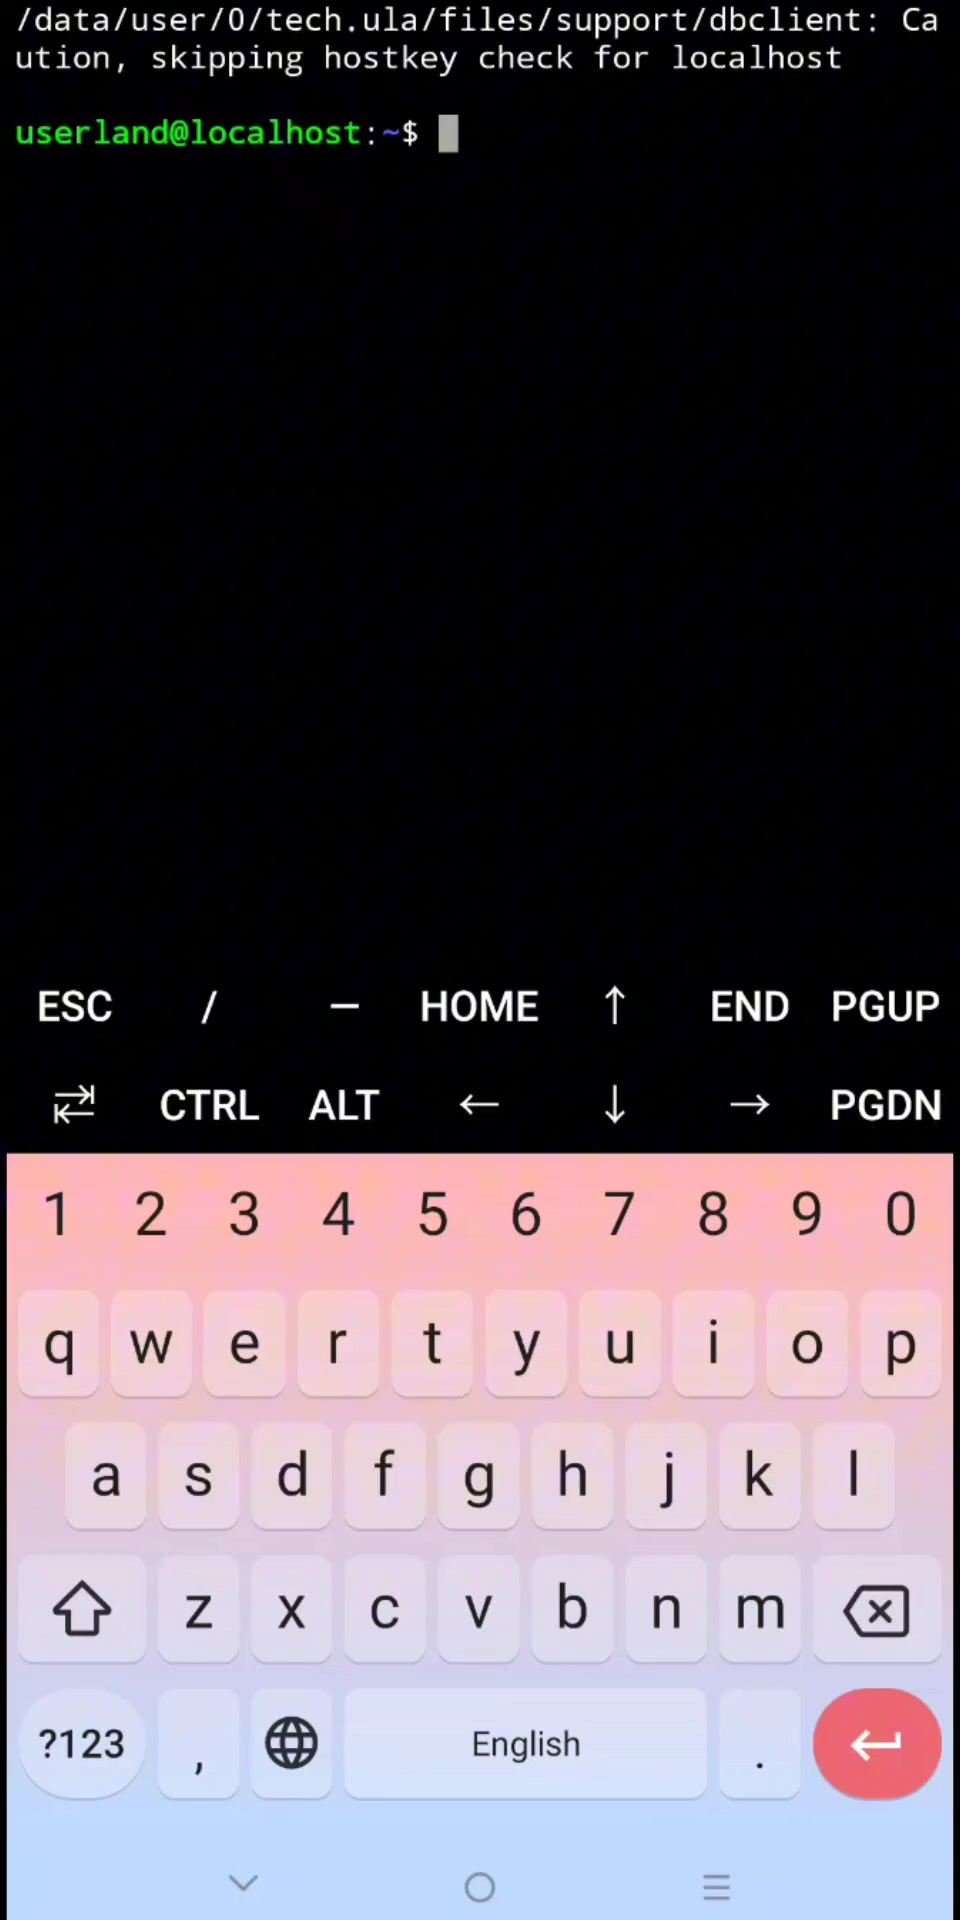 /data/user/0/tech.ula/files/support/dbclient: Ca
ution, skipping hostkey check for localhost
userland@localhost:~$
ESC / — HOME ↑ END PGUP
CTRL ALT ← ↓ → PGDN
1 2 3 4 5 6 7 8 9 0
q w e r t y u i o p
a s d f g h j k l
z x c v b n m
?123 , English .